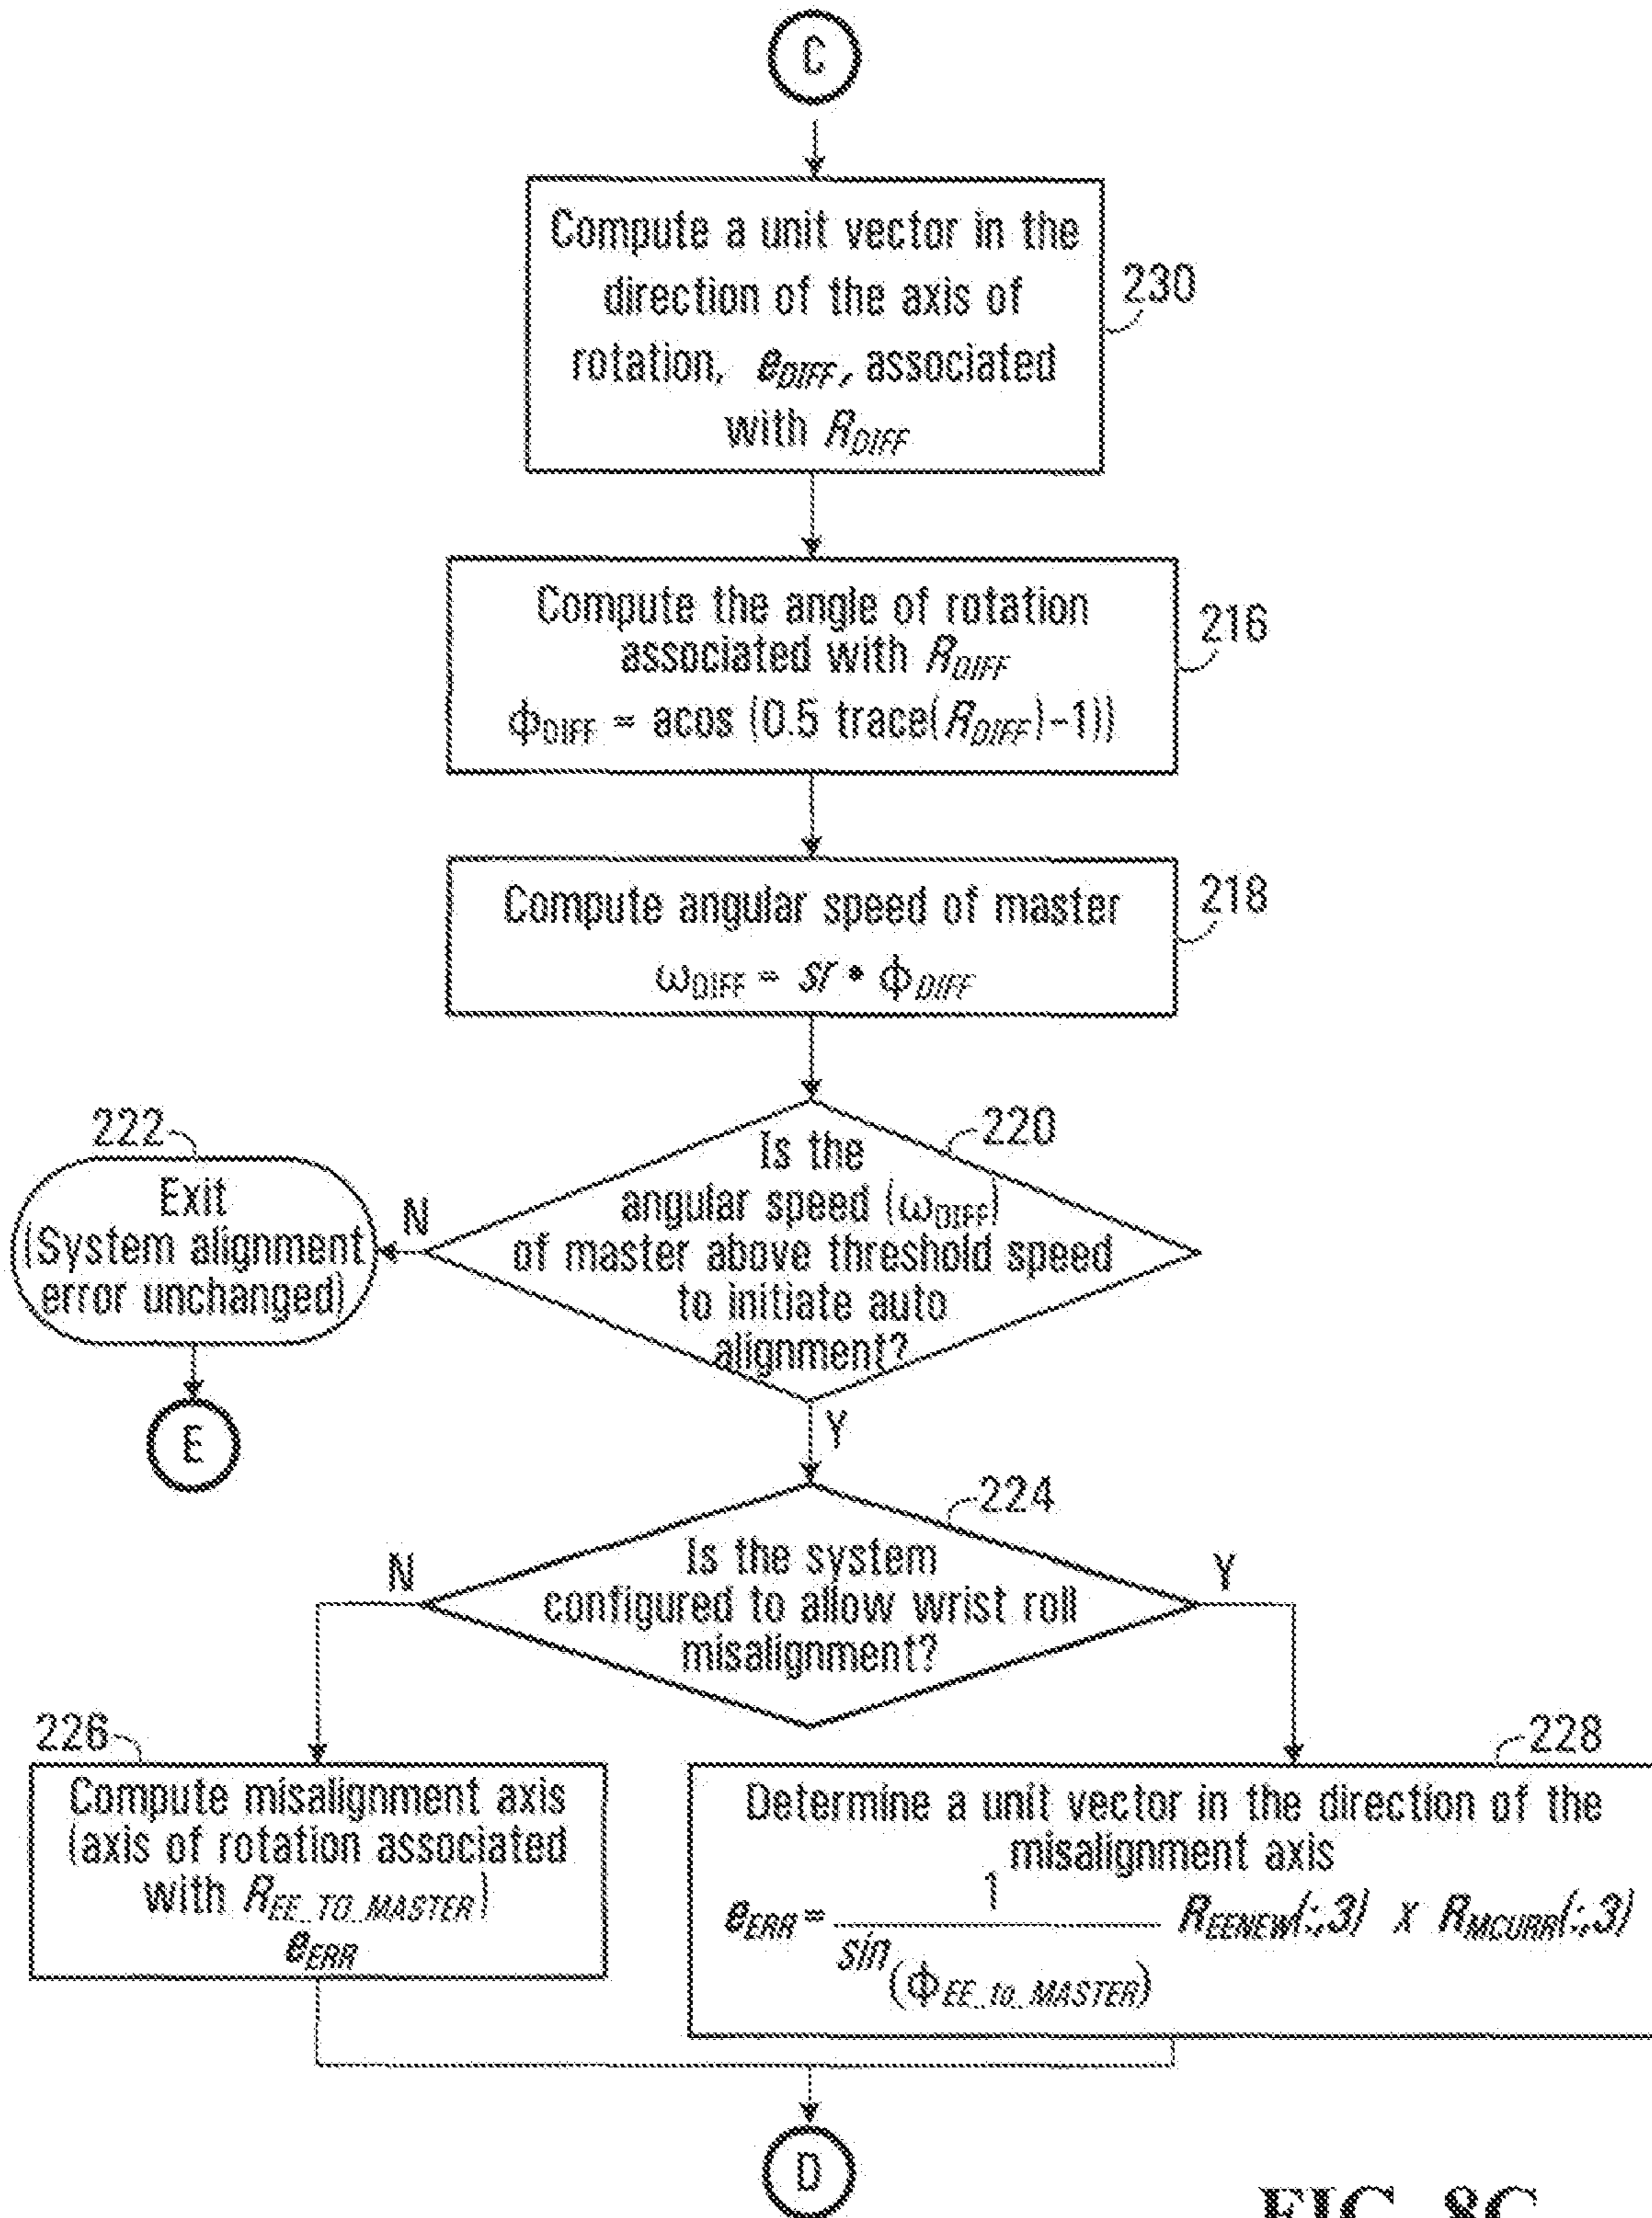 C
Compute a unit vector in the
direction of the axis of
rotation, e_DIFF, associated
with R_DIFF
230
Compute the angle of rotation
associated with R_DIFF
ϕ_DIFF = acos (0.5 trace(R_DIFF)-1))
216
Compute angular speed of master
ω_DIFF = sr • ϕ_DIFF
218
220
Is the
angular speed (ω_DIFF)
of master above threshold speed
to initiate auto
alignment?
N
222
Exit
(System alignment
error unchanged)
E
Y
224
Is the system
configured to allow wrist roll
misalignment?
N
Y
226
Compute misalignment axis
(axis of rotation associated
with R_EE_TO_MASTER)
e_ERR
228
Determine a unit vector in the direction of the
misalignment axis
e_ERR = 1 / sin(ϕ_EE_to_MASTER) R_EENEW(:,3) x R_MCURR(:,3)
D
FIG. 8C